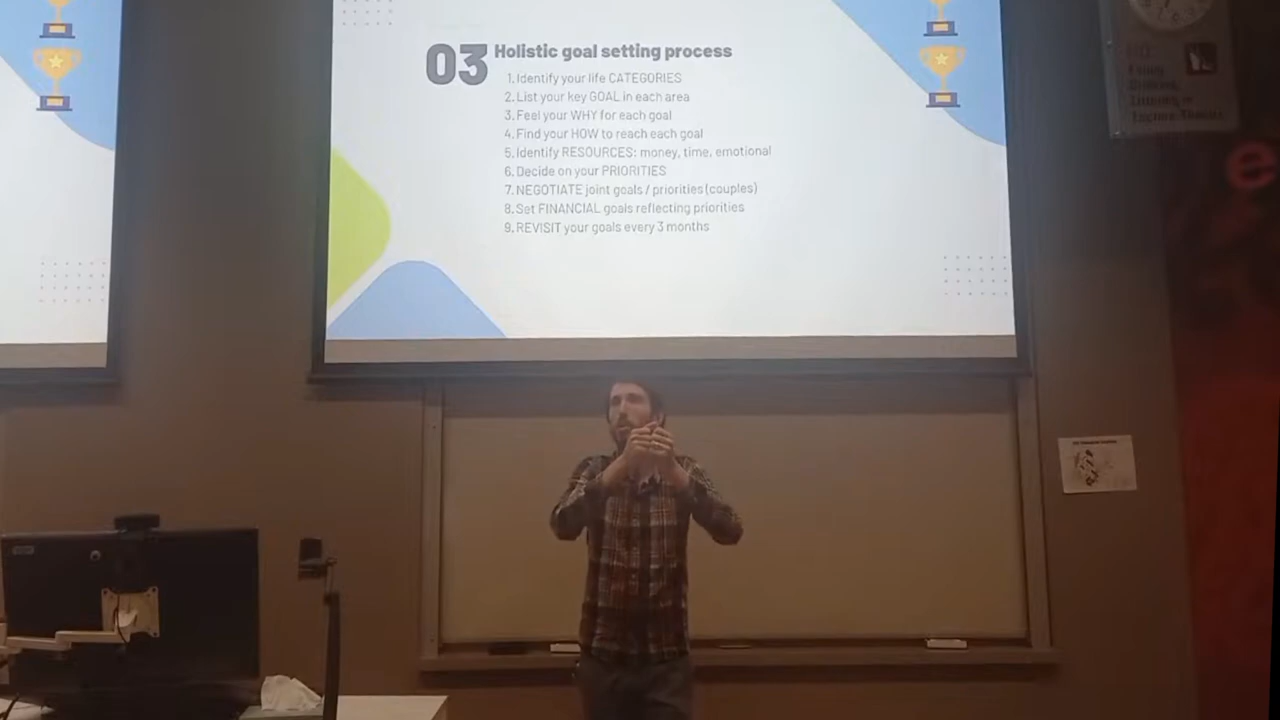 03 Holistic goal setting process
1. Identify your life CATEGORIES
2. List your key GOAL in each area
3. Feel your WHY for each goal
4. Find your HOW to reach each goal
5. Identify RESOURCES: money, time, emotional
6. Decide on your PRIORITIES
7. NEGOTIATE joint goals / priorities (couples)
8. Set FINANCIAL goals reflecting priorities
9. REVISIT your goals every 3 months
e